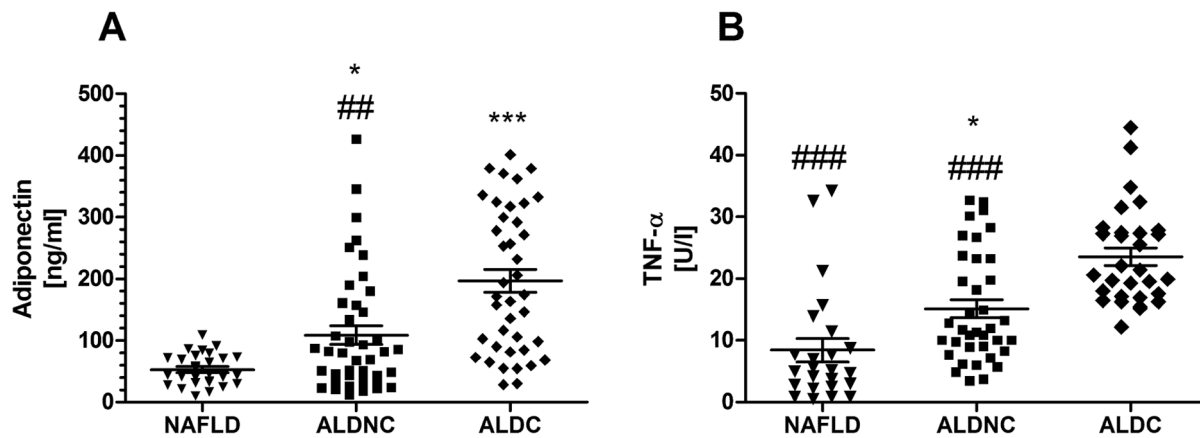 A
Adiponectin
[ng/ml]
500
400
300
200
100
0
*
##
***
NAFLD ALDNC ALDC
B
TNF-α
[U/l]
50
40
30
20
10
0
###
*
###
NAFLD ALDNC ALDC